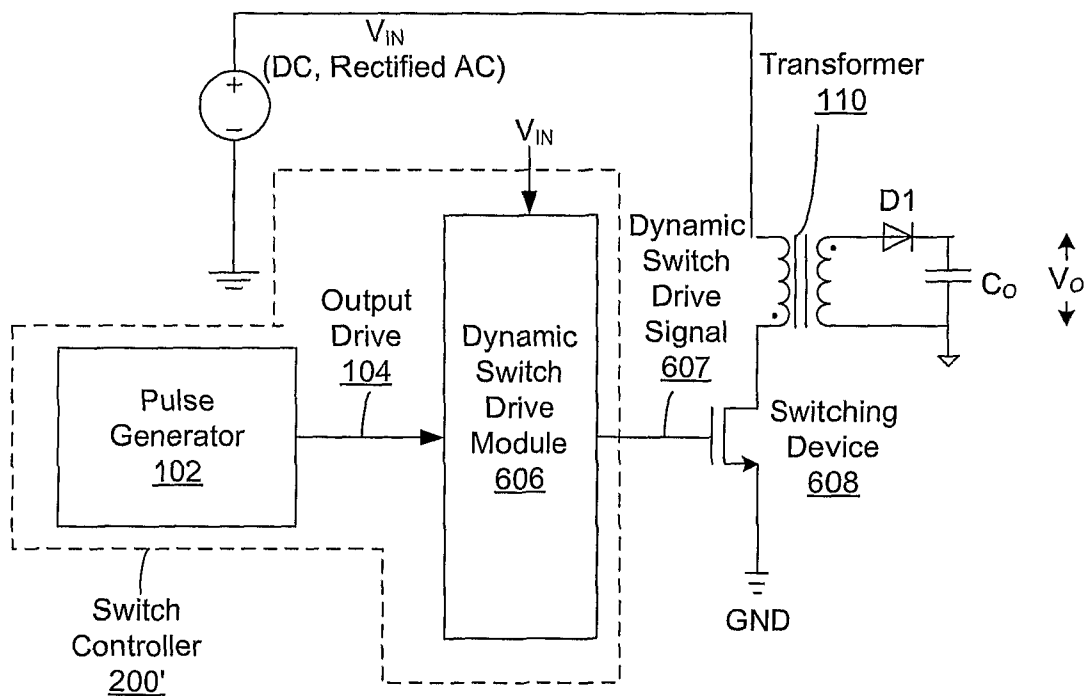 V_IN
(DC, Rectified AC)
+
−
Transformer
110
V_IN
D1
C_O
V_O
Dynamic
Switch
Drive
Signal
607
Output
Drive
104
Pulse
Generator
102
Dynamic
Switch
Drive
Module
606
Switching
Device
608
GND
Switch
Controller
200'